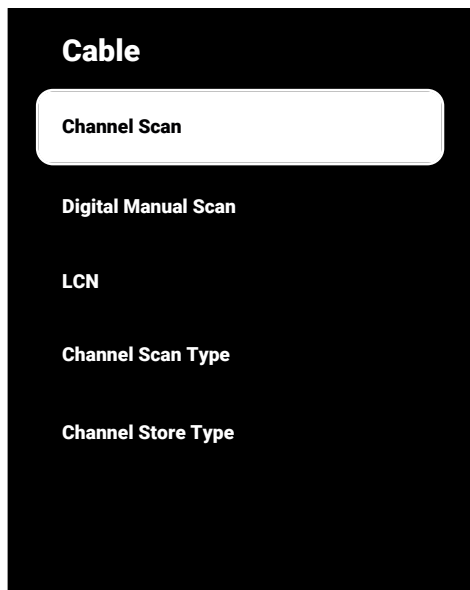 Cable
Channel Scan
Digital Manual Scan
LCN
Channel Scan Type
Channel Store Type